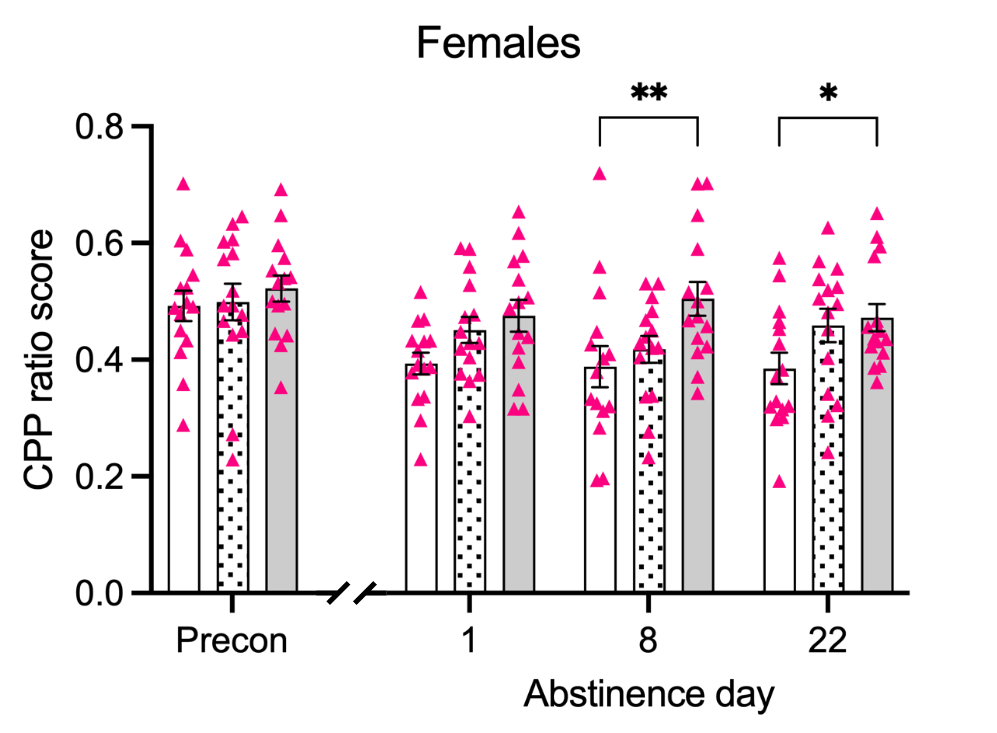 Females
** *
0.8
0.6
0.4
0.2
0.0
CPP ratio score
Precon 1 8 22
Abstinence day